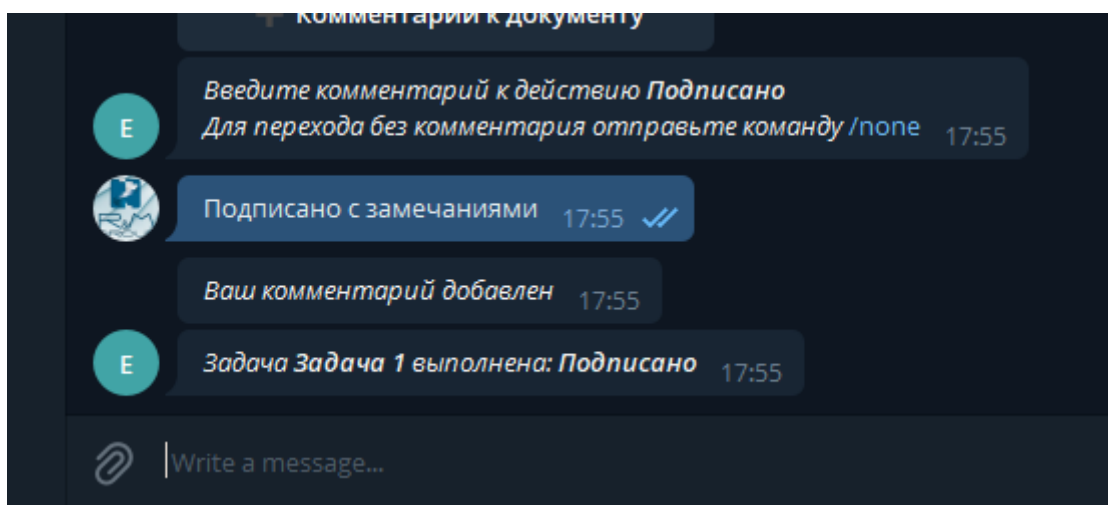 Комментарии к документу
Введите комментарий к действию Подписано
Для перехода без комментария отправьте команду /none 17:55
E
Подписано с замечаниями 17:55
Ваш комментарий добавлен 17:55
E
Задача Задача 1 выполнена: Подписано 17:55
Write a message...